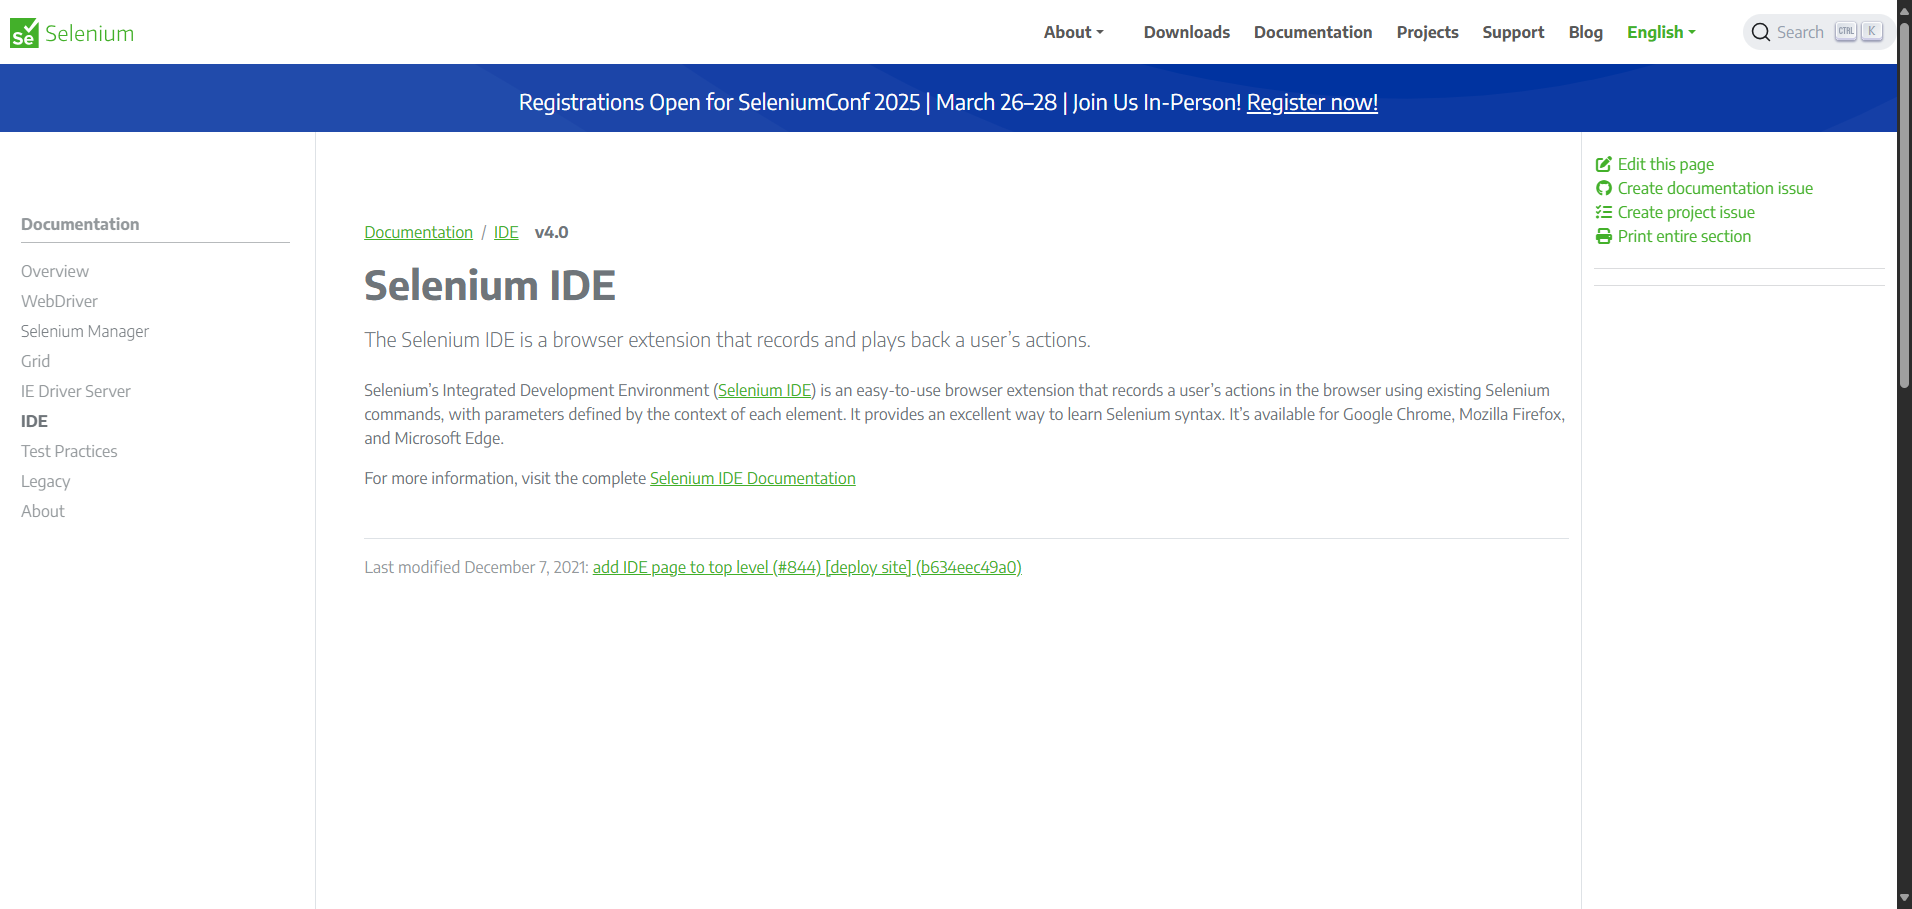 Se Selenium
About
Downloads
Documentation
Projects
Support
Blog
English
Search
CTRL
K
Registrations Open for SeleniumConf 2025 | March 26–28 | Join Us In-Person! Register now!
Documentation
Overview
WebDriver
Selenium Manager
Grid
IE Driver Server
IDE
Test Practices
Legacy
About
Documentation / IDE v4.0
Selenium IDE
The Selenium IDE is a browser extension that records and plays back a user’s actions.
Selenium’s Integrated Development Environment (Selenium IDE) is an easy-to-use browser extension that records a user’s actions in the browser using existing Selenium
commands, with parameters defined by the context of each element. It provides an excellent way to learn Selenium syntax. It’s available for Google Chrome, Mozilla Firefox,
and Microsoft Edge.
For more information, visit the complete Selenium IDE Documentation
Last modified December 7, 2021: add IDE page to top level (#844) [deploy site] (b634eec49a0)
Edit this page
Create documentation issue
Create project issue
Print entire section